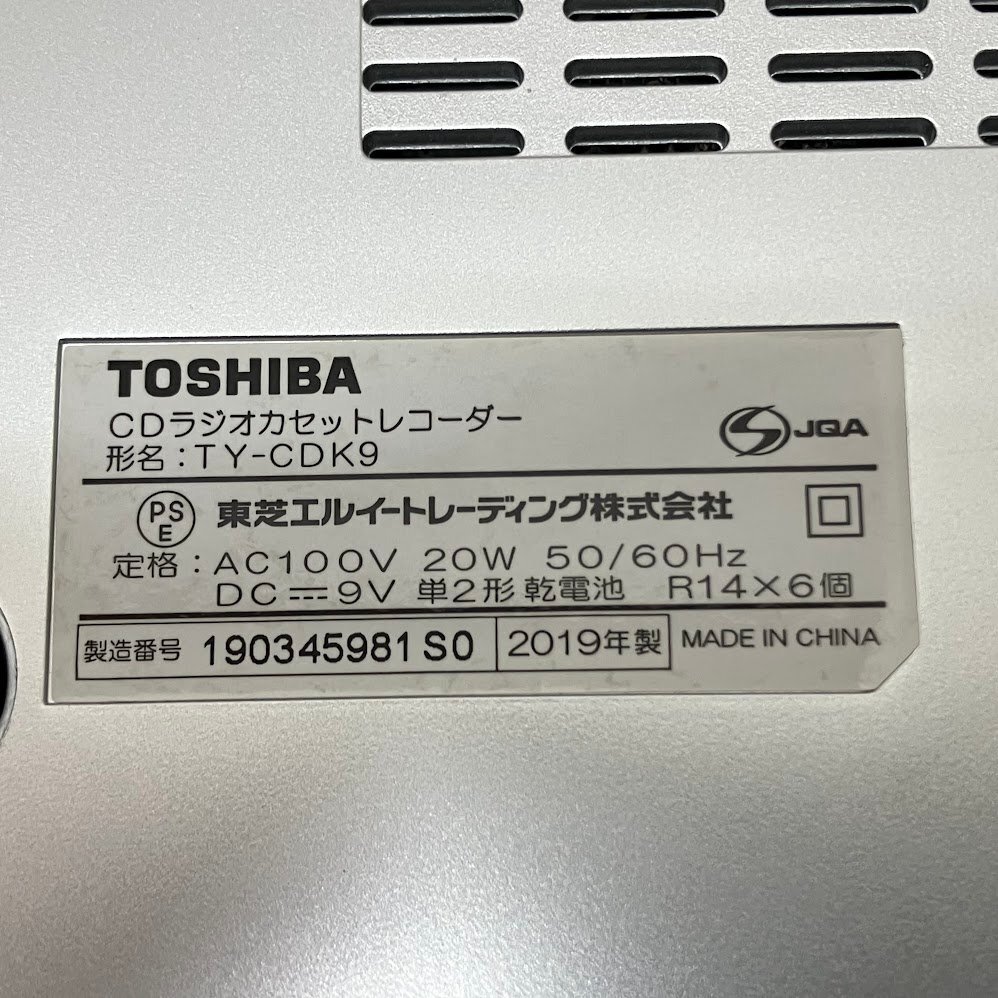 TOSHIBA
CDラジオカセットレコーダー
形名：TY-CDK9
JQA
PS
E
東芝エルイートレーディング株式会社
定格：AC100V 20W 50/60Hz
DC⎓9V 単2形乾電池 R14×6個
製造番号 190345981S0 2019年製 MADE IN CHINA